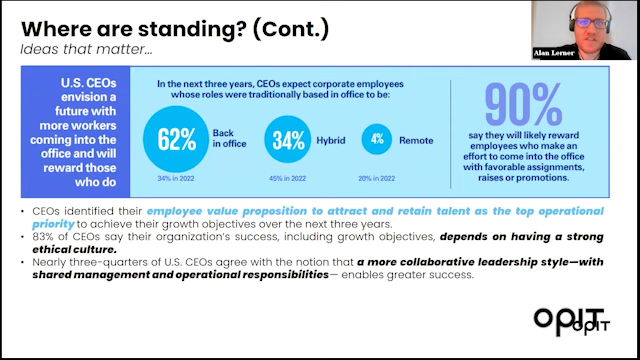 Where are standing? (Cont.)
Ideas that matter...
Alan Lerner
U.S. CEOs
envision a
future with
more workers
coming into the
office and will
reward those
who do
In the next three years, CEOs expect corporate employees
whose roles were traditionally based in office to be:
62%
Back
in office
34% in 2022
34%
Hybrid
45% in 2022
4%
Remote
20% in 2022
90%
say they will likely reward
employees who make an
effort to come into the office
with favorable assignments,
raises or promotions.
• CEOs identified their employee value proposition to attract and retain talent as the top operational
priority to achieve their growth objectives over the next three years.
• 83% of CEOs say their organization's success, including growth objectives, depends on having a strong
ethical culture.
• Nearly three-quarters of U.S. CEOs agree with the notion that a more collaborative leadership style—with
shared management and operational responsibilities— enables greater success.
OPIT
OPIT